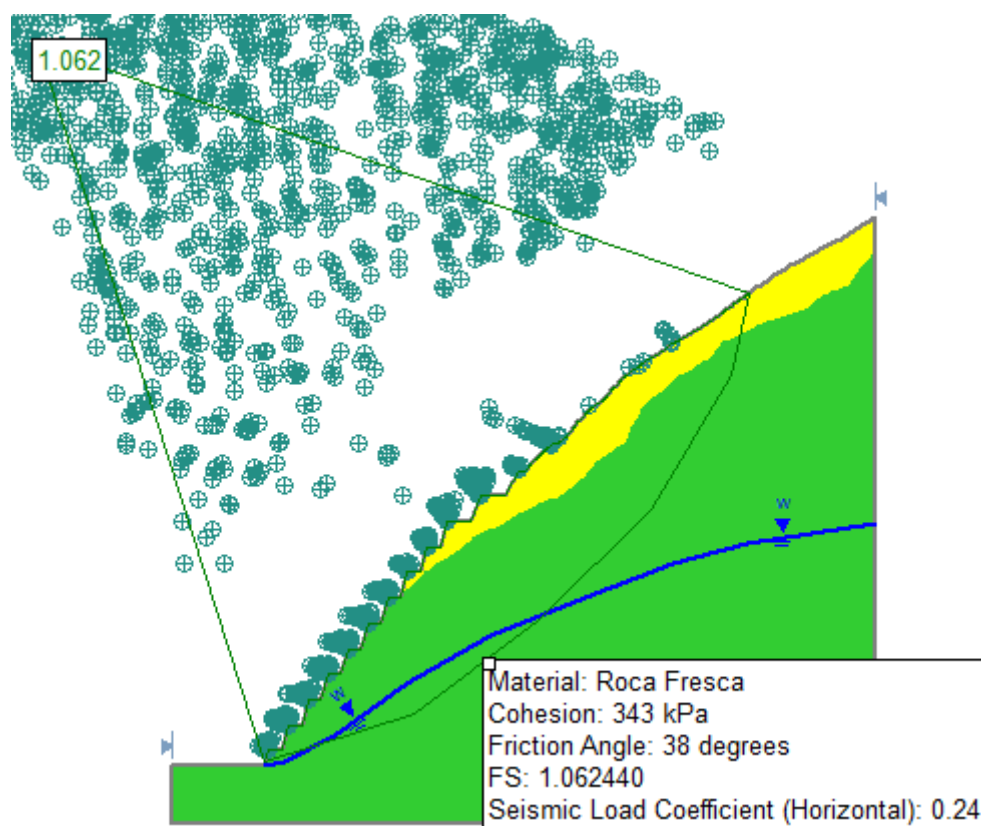 1.062
w
w
Material: Roca Fresca
Cohesion: 343 kPa
Friction Angle: 38 degrees
FS: 1.062440
Seismic Load Coefficient (Horizontal): 0.24